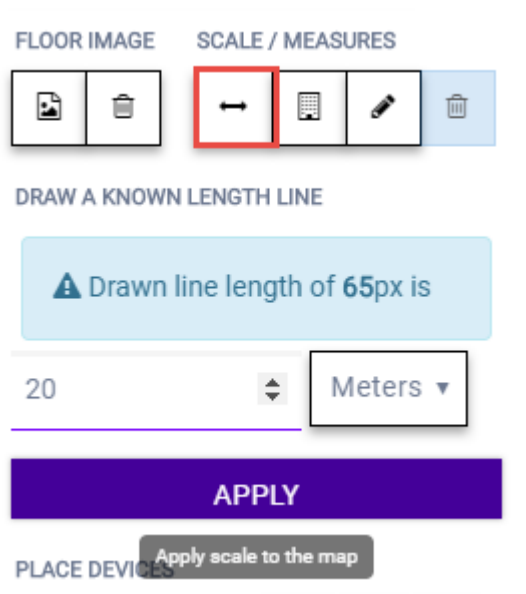 FLOOR IMAGE SCALE / MEASURES
DRAW A KNOWN LENGTH LINE
Drawn line length of 65px is
20 Meters
APPLY
Apply scale to the map
PLACE DEVICES